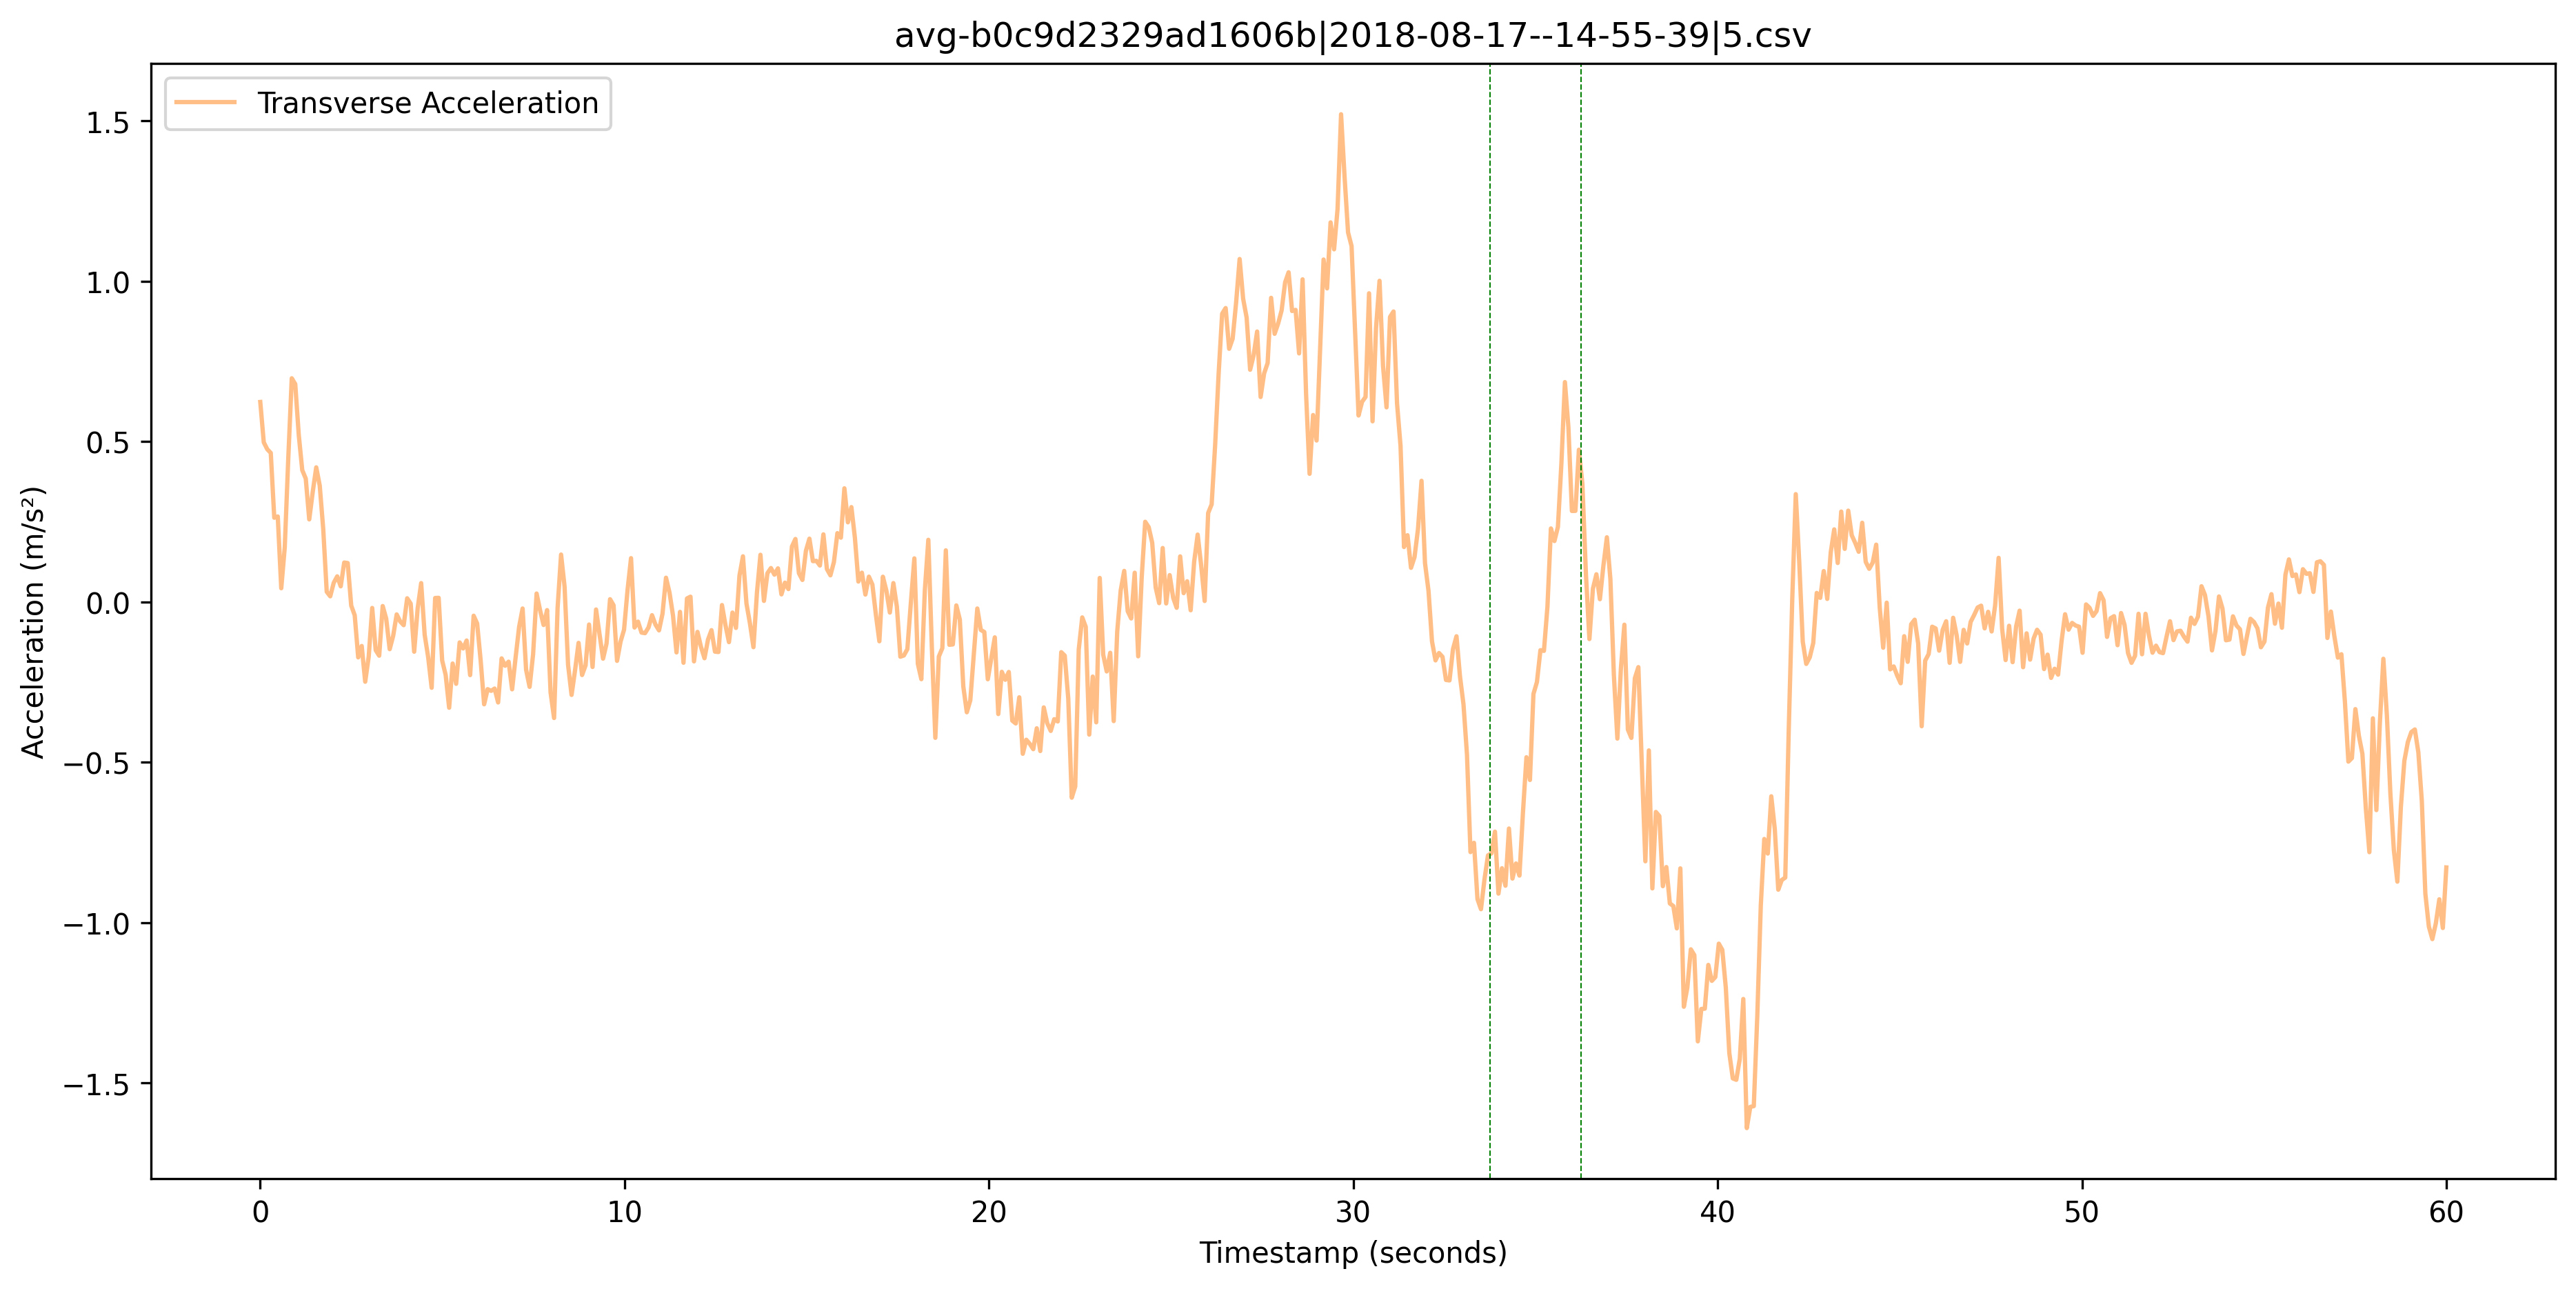 avg-b0c9d2329ad1606b|2018-08-17--14-55-39|5.csv
Transverse Acceleration
1.5
1.0
0.5
0.0
−0.5
−1.0
−1.5
Acceleration (m/s²)
0 10 20 30 40 50 60
Timestamp (seconds)